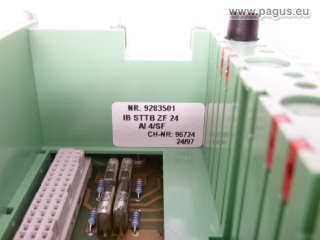 www.pagus.eu
NR. 9283501
IB STTB ZF 24
AI 4/SF
CH-NR: 96724
24/97